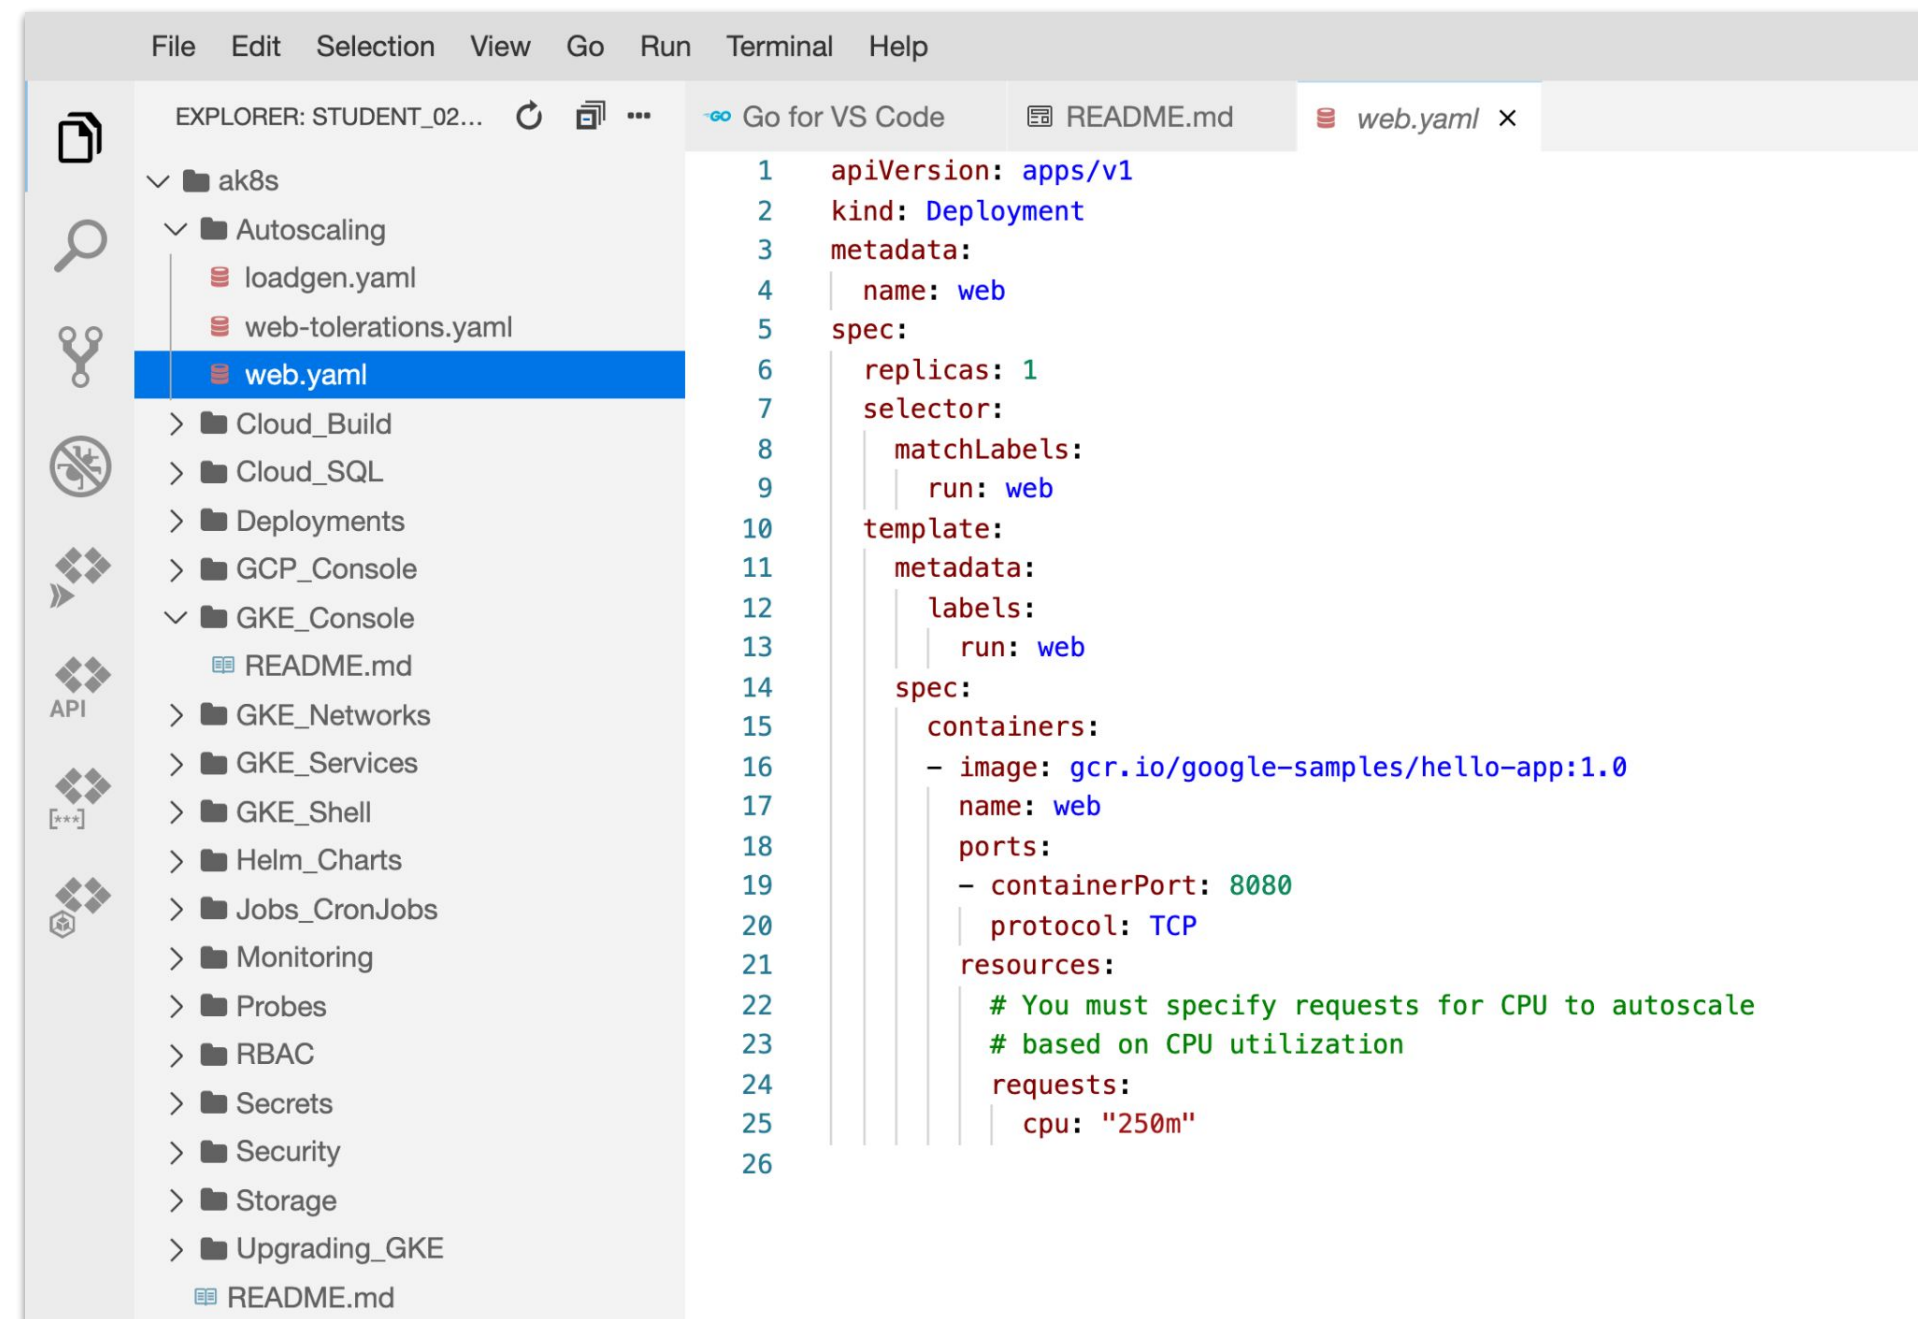 File Edit Selection View Go Run Terminal Help
EXPLORER: STUDENT_02...
Go for VS Code
README.md
web.yaml
ak8s
Autoscaling
loadgen.yaml
web-tolerations.yaml
web.yaml
Cloud_Build
Cloud_SQL
Deployments
GCP_Console
GKE_Console
README.md
GKE_Networks
GKE_Services
GKE_Shell
Helm_Charts
Jobs_CronJobs
Monitoring
Probes
RBAC
Secrets
Security
Storage
Upgrading_GKE
README.md
API
[***]
1 apiVersion: apps/v1
2 kind: Deployment
3 metadata:
4   name: web
5 spec:
6   replicas: 1
7   selector:
8     matchLabels:
9       run: web
10   template:
11     metadata:
12       labels:
13         run: web
14     spec:
15       containers:
16       - image: gcr.io/google-samples/hello-app:1.0
17         name: web
18         ports:
19         - containerPort: 8080
20           protocol: TCP
21         resources:
22           # You must specify requests for CPU to autoscale
23           # based on CPU utilization
24           requests:
25             cpu: "250m"
26